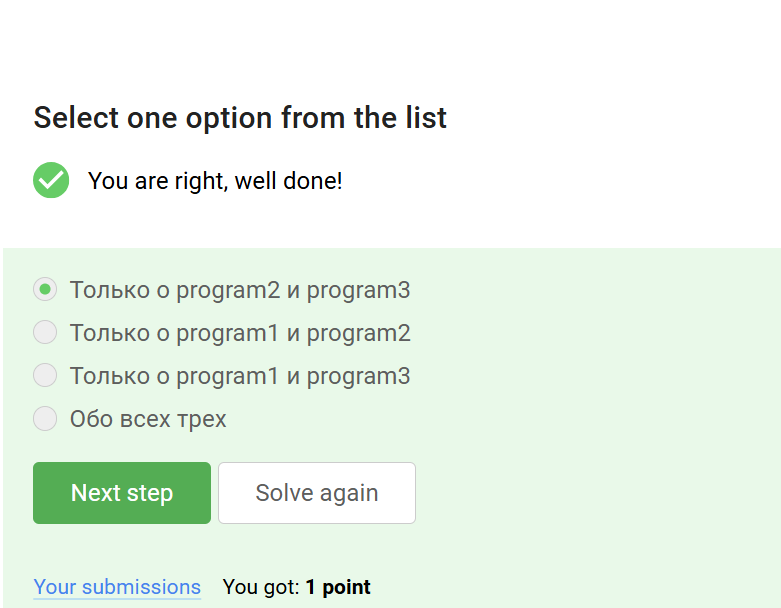 Select one option from the list
You are right, well done!
Только о program2 и program3
Только о program1 и program2
Только о program1 и program3
Обо всех трех
Next step Solve again
Your submissions You got: 1 point